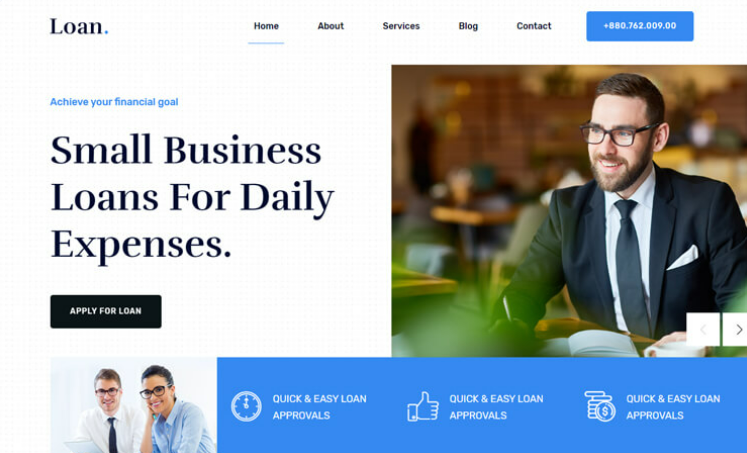 Loan.
Home
About
Services
Blog
Contact
+880.762.009.00
Achieve your financial goal
Small Business
Loans For Daily
Expenses.
APPLY FOR LOAN
QUICK & EASY LOAN
APPROVALS
QUICK & EASY LOAN
APPROVALS
QUICK & EASY LOAN
APPROVALS